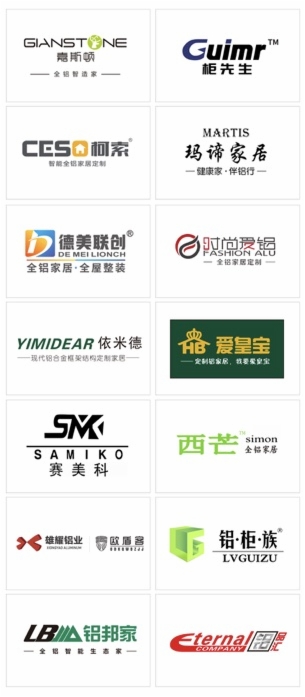 GIANSTONE
嘉斯顿
全铝智造家
Guimr™
柜先生
CESO柯索®
智能全铝家居定制
MARTIS
玛谛家居
健康家·伴铝行
德美联创®
DE MEI LIONCH
全铝家居·全屋整装
时尚爱铝
FASHION ALU
全铝家居定制
YIMIDEAR 依米德
现代铝合金框架结构定制家居
HB 爱皇宝
定制铝家居，就要爱皇宝
SMK
SAMIKO
赛美科
西芒™ simon
全铝家居
雄耀铝业
欧盾客
铝·柜·族®
LVGUIZU
LBM 铝邦家
全铝智能生态家
Eternal
COMPANY